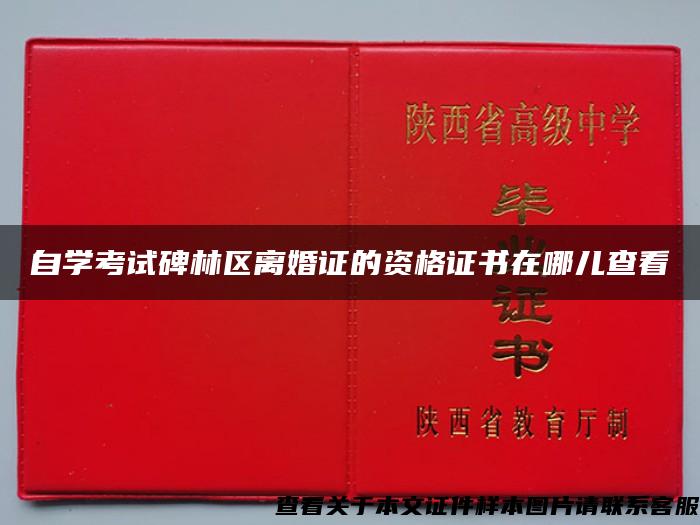 陕西省高级中学
毕业证书
自学考试碑林区离婚证的资格证书在哪儿查看
陕西省教育厅制
查看关于本文证件样本图片请联系客服